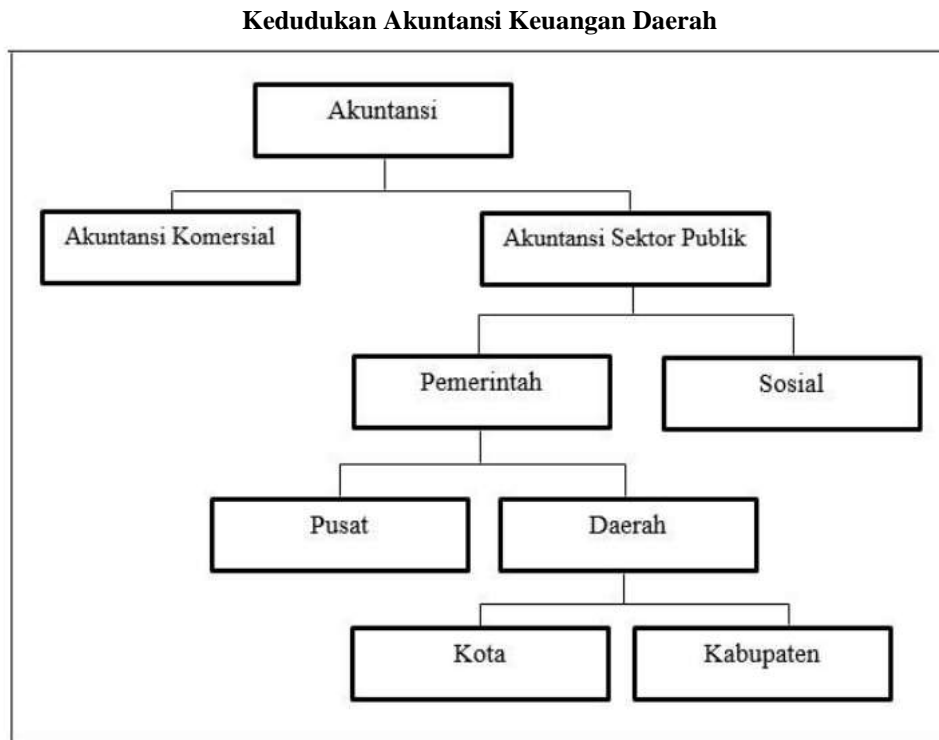 Kedudukan Akuntansi Keuangan Daerah
Akuntansi
Akuntansi Komersial
Akuntansi Sektor Publik
Pemerintah
Sosial
Pusat
Daerah
Kota
Kabupaten